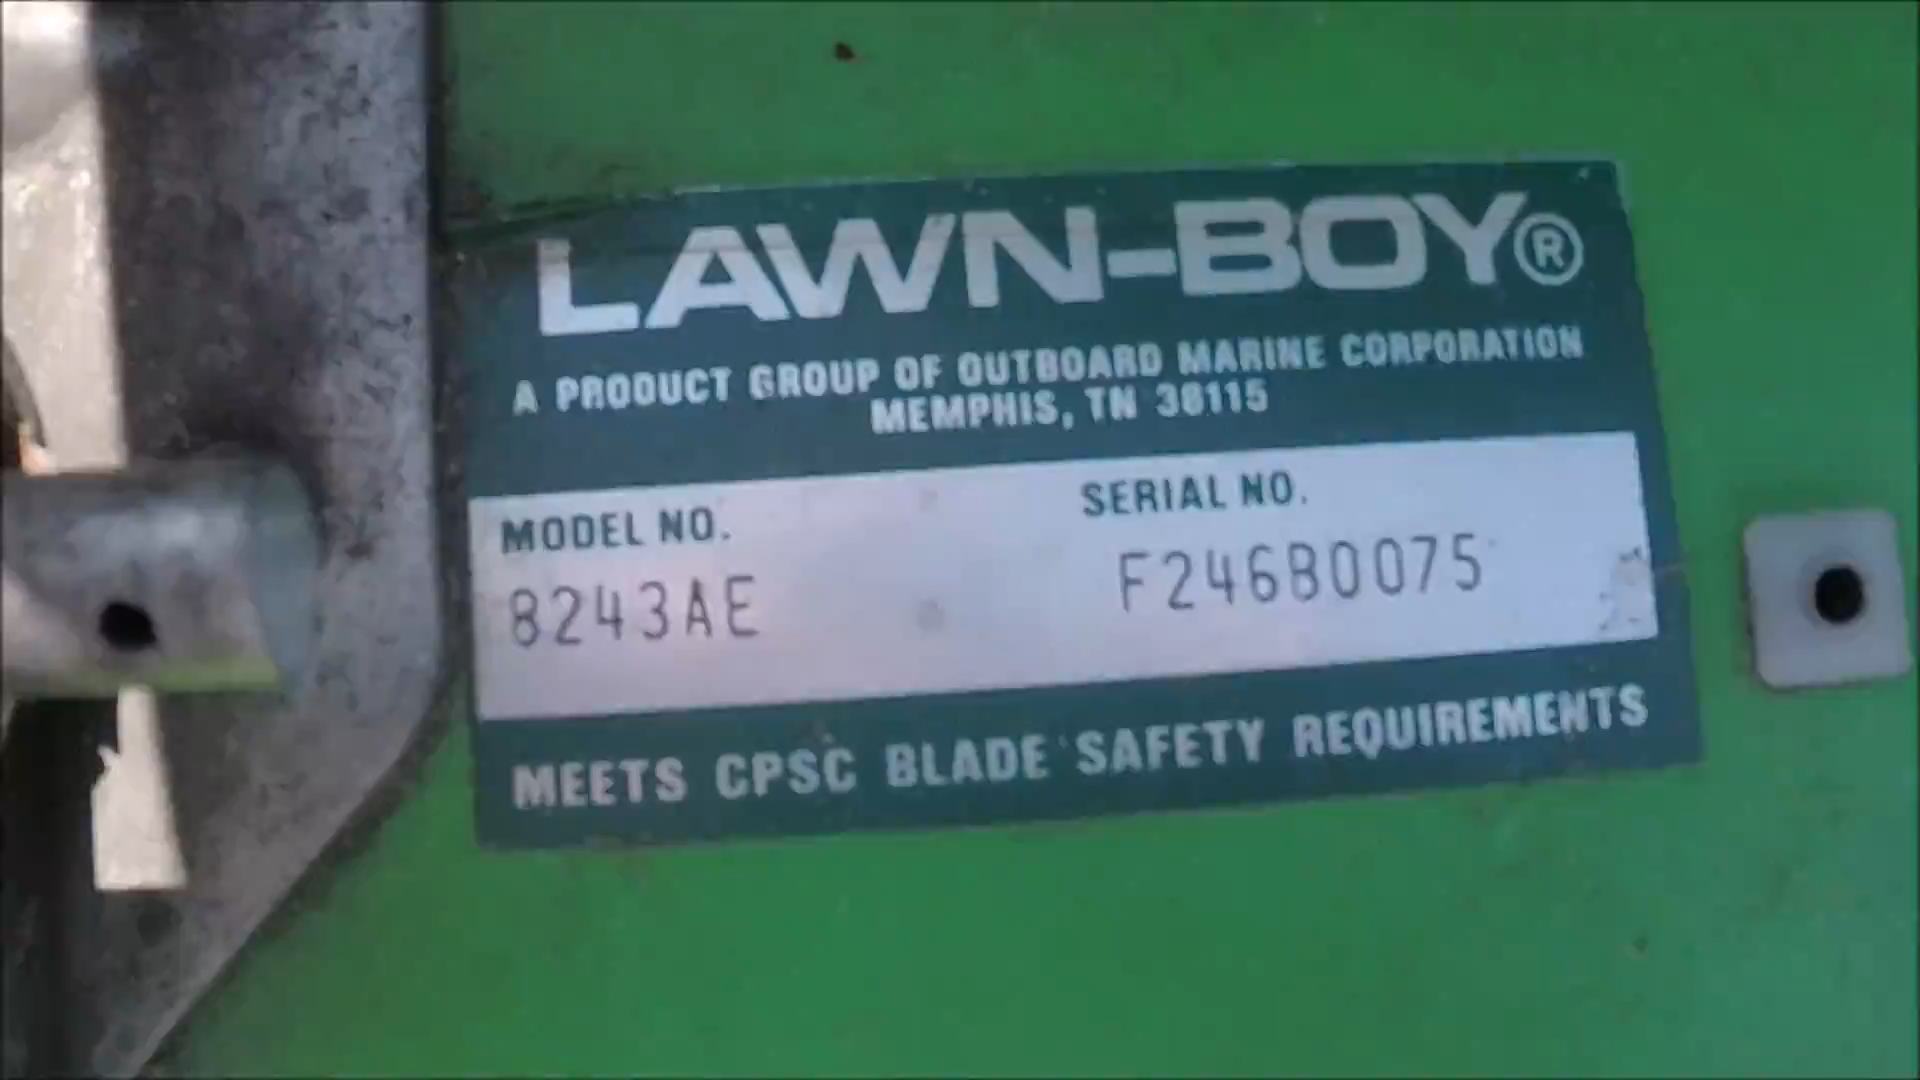 LAWN-BOY®
A PRODUCT GROUP OF OUTBOARD MARINE CORPORATION
MEMPHIS, TN 38115
MODEL NO. SERIAL NO.
8243AE F24680075
MEETS CPSC BLADE SAFETY REQUIREMENTS